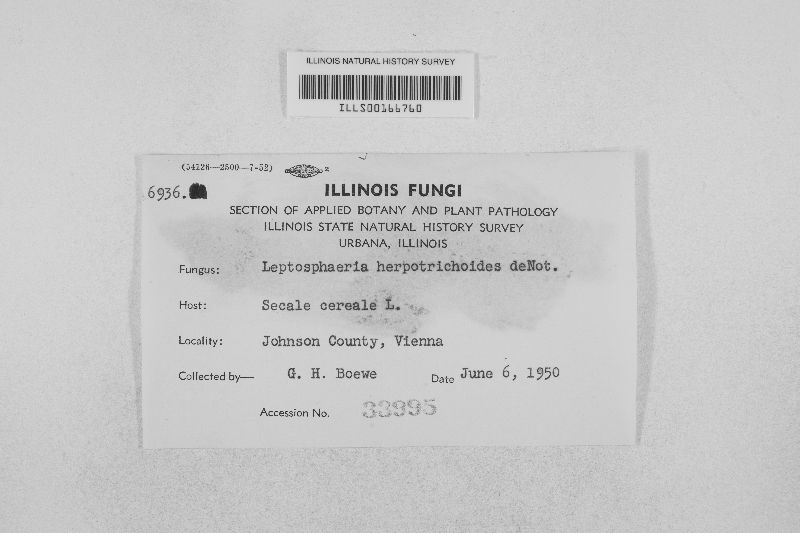 ILLINOIS NATURAL HISTORY SURVEY
ILLS00166760
(54226—2500—7-52) 2
6936.
ILLINOIS FUNGI
SECTION OF APPLIED BOTANY AND PLANT PATHOLOGY
ILLINOIS STATE NATURAL HISTORY SURVEY
URBANA, ILLINOIS
Fungus: Leptosphaeria herpotrichoides deNot.
Host: Secale cereale L.
Locality: Johnson County, Vienna
Collected by— G. H. Boewe Date June 6, 1950
Accession No. 33995